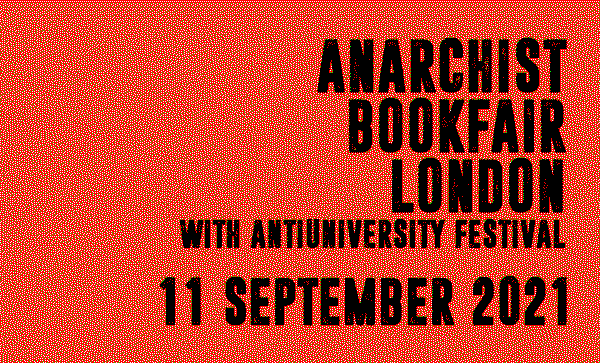 ANARCHIST
BOOKFAIR
LONDON
WITH ANTIUNIVERSITY FESTIVAL
11 SEPTEMBER 2021